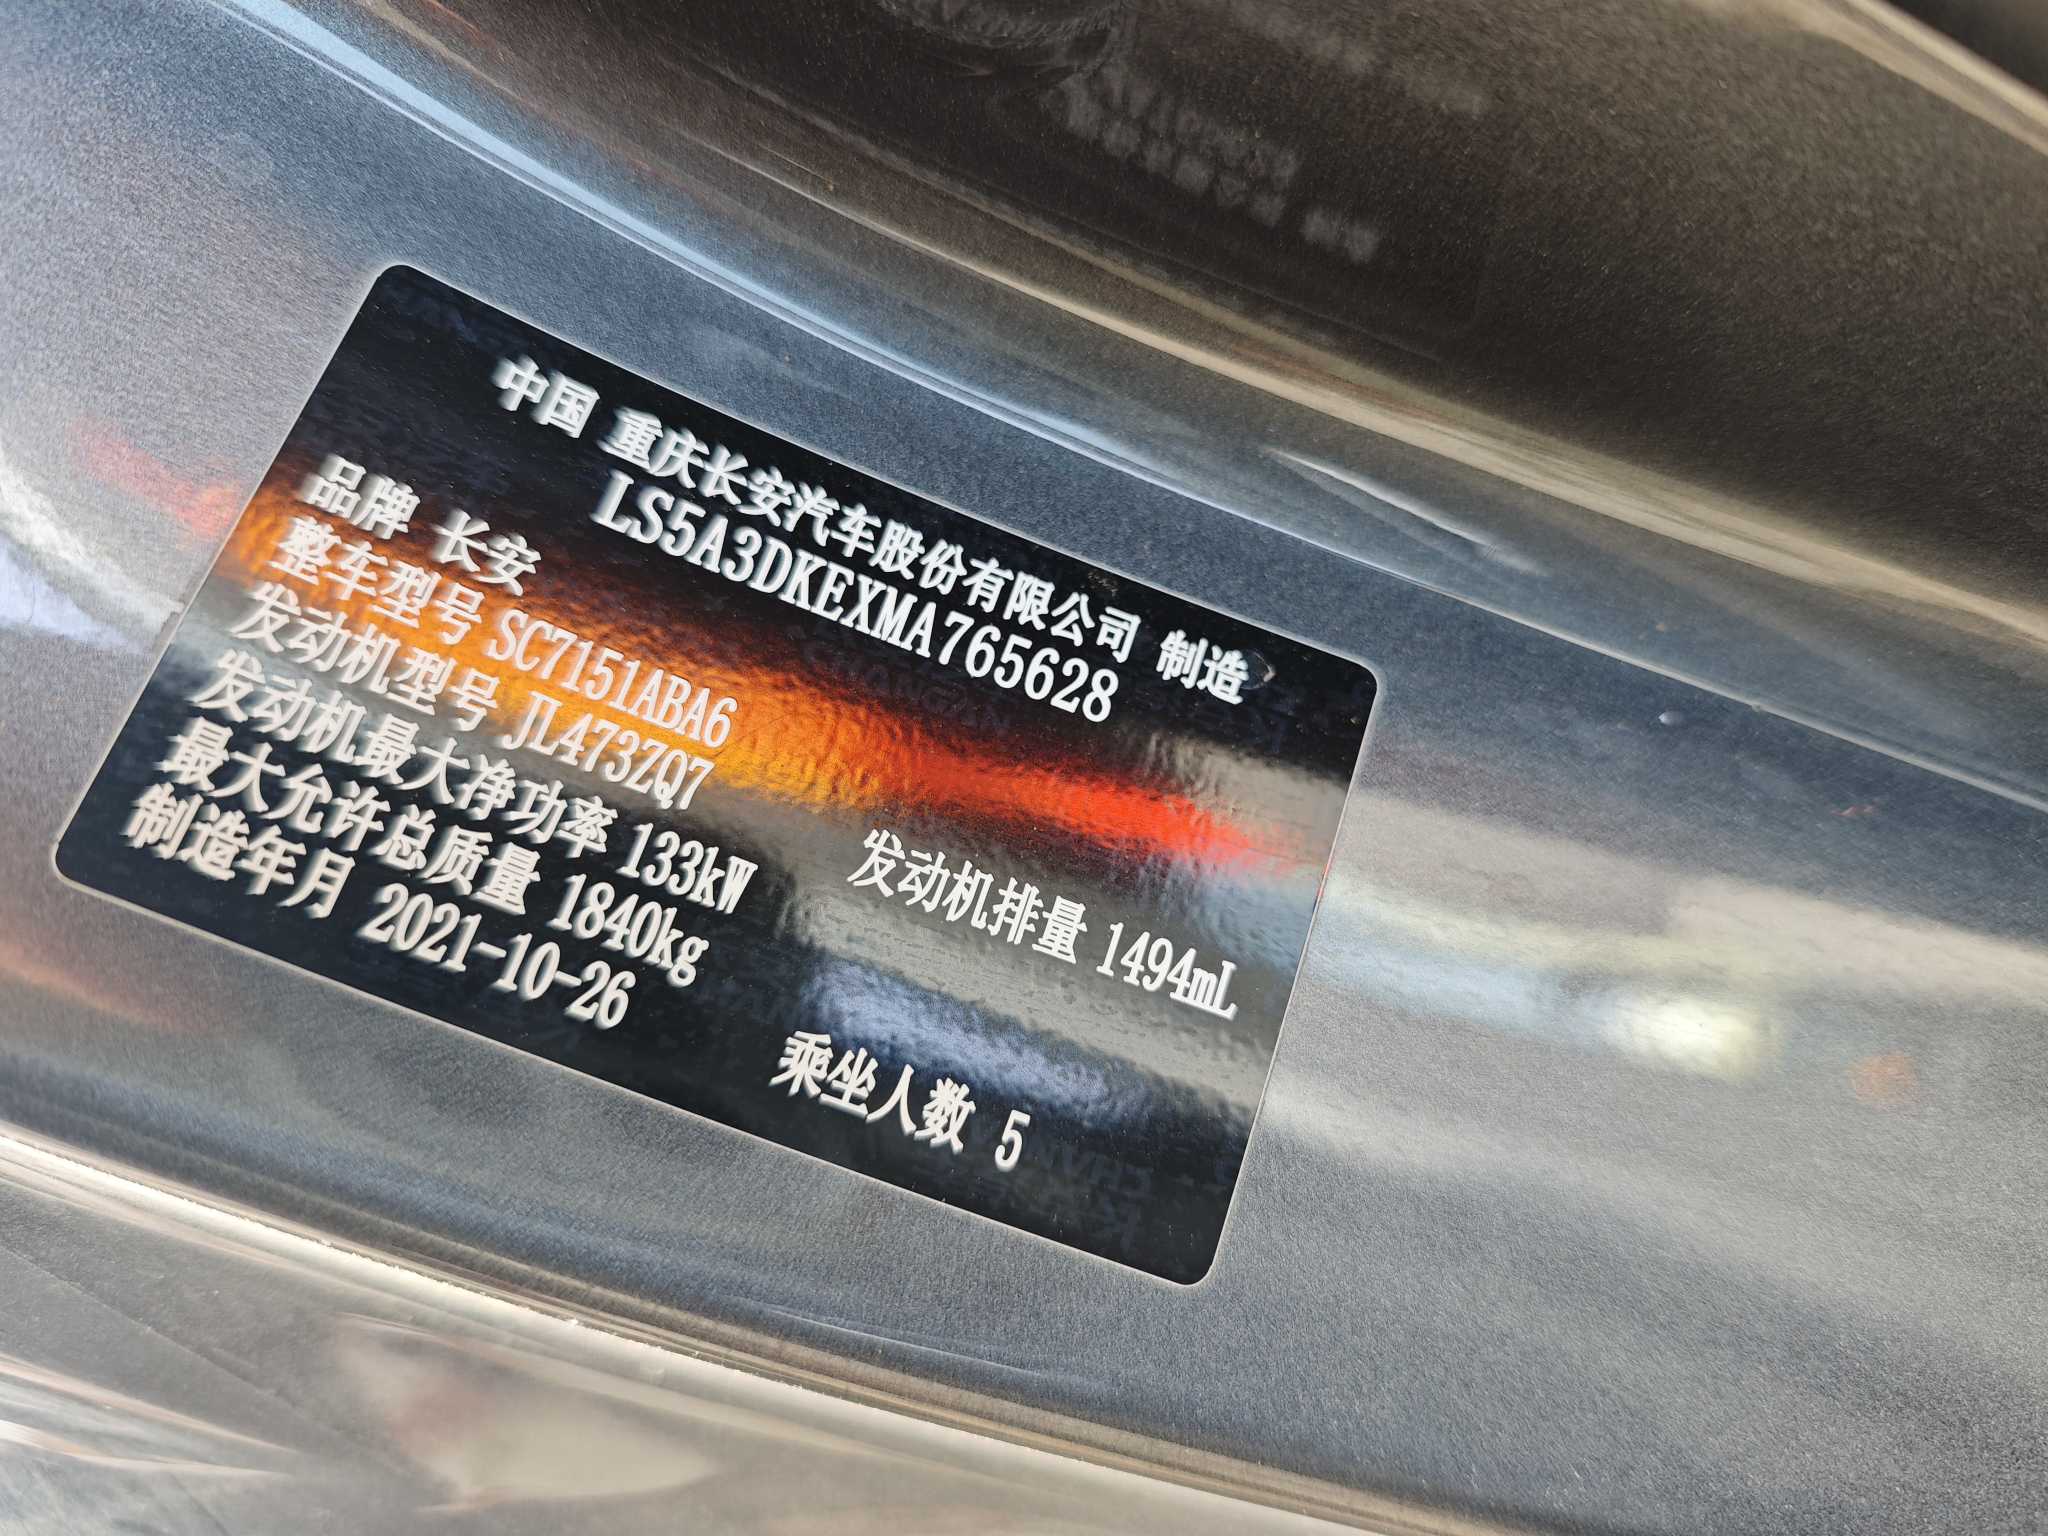 中国 重庆长安汽车股份有限公司 制造
LS5A3DKEXMA765628
品牌 长安
整车型号 SC7151ABA6
发动机型号 JL473ZQ7
发动机最大净功率 133kW 发动机排量 1494mL
最大允许总质量 1840kg
制造年月 2021-10-26 乘坐人数 5